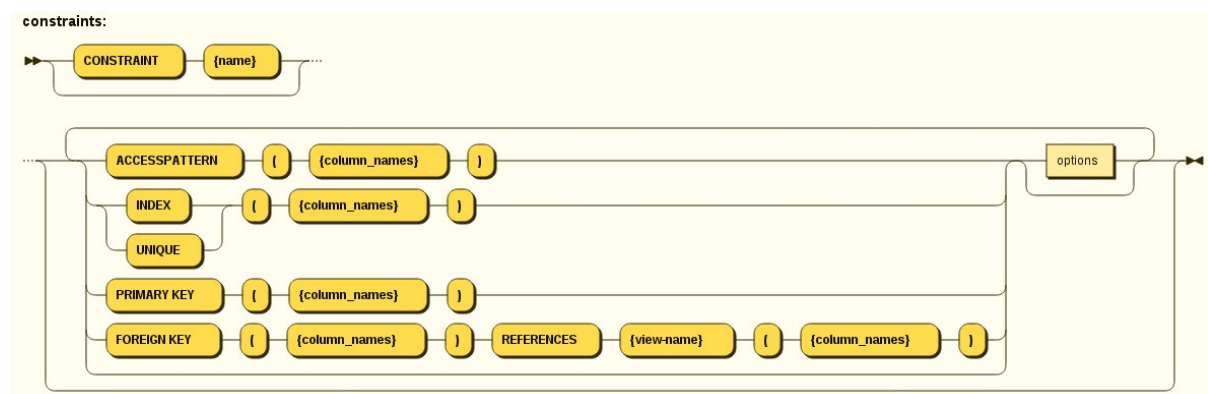 constraints:
CONSTRAINT {name}
ACCESSPATTERN ( {column_names} ) options
INDEX ( {column_names} )
UNIQUE
PRIMARY KEY ( {column_names} )
FOREIGN KEY ( {column_names} ) REFERENCES {view-name} ( {column_names} )